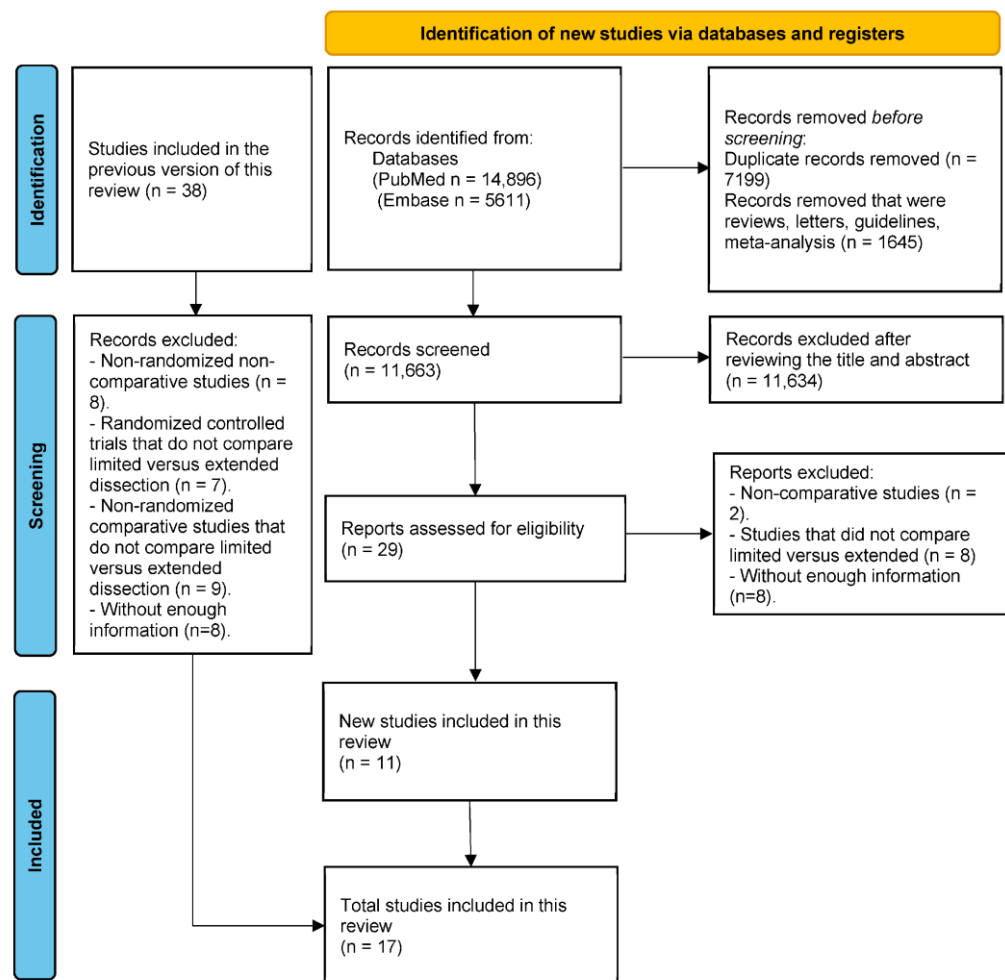 Identification of new studies via databases and registers
Identification
Studies included in the
previous version of this
review (n = 38)
Records identified from:
Databases
(PubMed n = 14,896)
(Embase n = 5611)
Records removed before
screening:
Duplicate records removed (n =
7199)
Records removed that were
reviews, letters, guidelines,
meta-analysis (n = 1645)
Screening
Records excluded:
- Non-randomized non-
comparative studies (n =
8).
- Randomized controlled
trials that do not compare
limited versus extended
dissection (n = 7).
- Non-randomized
comparative studies that
do not compare limited
versus extended
dissection (n = 9).
- Without enough
information (n=8).
Records screened
(n = 11,663)
Records excluded after
reviewing the title and abstract
(n = 11,634)
Reports assessed for eligibility
(n = 29)
Reports excluded:
- Non-comparative studies (n =
2).
- Studies that did not compare
limited versus extended (n = 8)
- Without enough information
(n=8).
Included
New studies included in this
review
(n = 11)
Total studies included in this
review
(n = 17)